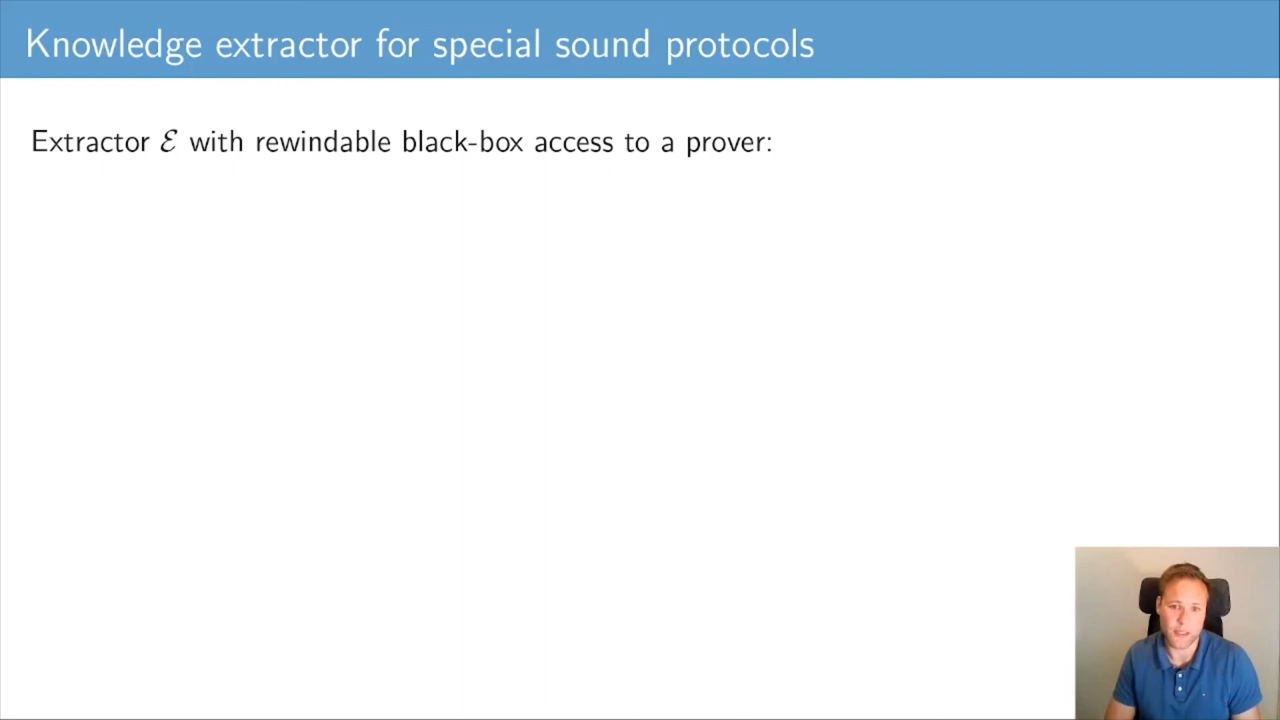 Knowledge extractor for special sound protocols
Extractor ℰ with rewindable black-box access to a prover: